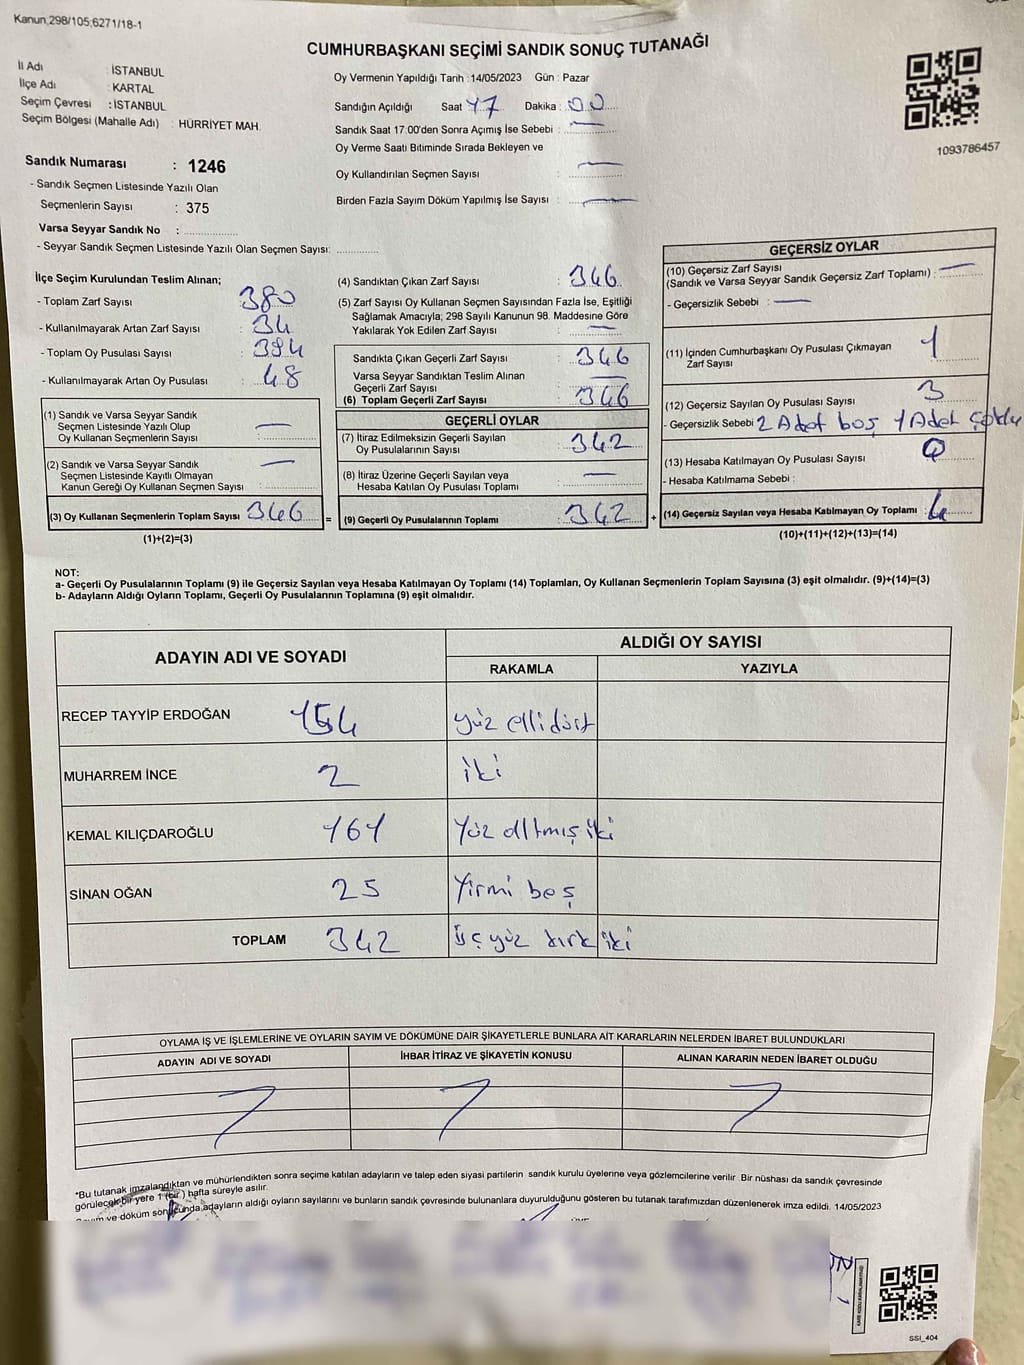 Kanun,298/105,6271/18-1
CUMHURBAŞKANI SEÇİMİ SANDIK SONUÇ TUTANAĞI
İl Adı : İSTANBUL
İlçe Adı : KARTAL
Seçim Çevresi : İSTANBUL
Seçim Bölgesi (Mahalle Adı) : HÜRRİYET MAH.
Sandık Numarası : 1246
- Sandık Seçmen Listesinde Yazılı Olan
Seçmenlerin Sayısı : 375
Varsa Seyyar Sandık No :
- Seyyar Sandık Seçmen Listesinde Yazılı Olan Seçmen Sayısı:
Oy Vermenin Yapıldığı Tarih : 14/05/2023 Gün : Pazar
Sandığın Açıldığı Saat 17 Dakika : 00
Sandık Saat 17:00'den Sonra Açımış İse Sebebi : —
Oy Verme Saati Bitiminde Sırada Bekleyen ve
Oy Kullandırılan Seçmen Sayısı : —
Birden Fazla Sayım Döküm Yapılmış İse Sayısı : —
1093786457
İlçe Seçim Kurulundan Teslim Alınan;
- Toplam Zarf Sayısı : 380
- Kullanılmayarak Artan Zarf Sayısı : 34
- Toplam Oy Pusulası Sayısı : 394
- Kullanılmayarak Artan Oy Pusulası : 48
(1) Sandık ve Varsa Seyyar Sandık
Seçmen Listesinde Yazılı Olup
Oy Kullanan Seçmenlerin Sayısı : —
(2) Sandık ve Varsa Seyyar Sandık
Seçmen Listesinde Kayıtlı Olmayan
Kanun Gereği Oy Kullanan Seçmen Sayısı : —
(3) Oy Kullanan Seçmenlerin Toplam Sayısı 346
(1)+(2)=(3)
(4) Sandıktan Çıkan Zarf Sayısı : 346
(5) Zarf Sayısı Oy Kullanan Seçmen Sayısından Fazla İse, Eşitliği
Sağlamak Amacıyla; 298 Sayılı Kanunun 98. Maddesine Göre
Yakılarak Yok Edilen Zarf Sayısı : —
Sandıkta Çıkan Geçerli Zarf Sayısı : 346
Varsa Seyyar Sandıktan Teslim Alınan
Geçerli Zarf Sayısı : —
(6) Toplam Geçerli Zarf Sayısı : 346
GEÇERLİ OYLAR
(7) İtiraz Edilmeksizin Geçerli Sayılan
Oy Pusulalarının Sayısı : 342
(8) İtiraz Üzerine Geçerli Sayılan veya
Hesaba Katılan Oy Pusulası Toplamı : —
= (9) Geçerli Oy Pusulalarının Toplamı : 342 +
GEÇERSİZ OYLAR
(10) Geçersiz Zarf Sayısı
(Sandık ve Varsa Seyyar Sandık Geçersiz Zarf Toplamı) : —
- Geçersizlik Sebebi : —
(11) İçinden Cumhurbaşkanı Oy Pusulası Çıkmayan
Zarf Sayısı : 1
(12) Geçersiz Sayılan Oy Pusulası Sayısı : 3
- Geçersizlik Sebebi 2 Adet boş 1 Adet çoklu
(13) Hesaba Katılmayan Oy Pusulası Sayısı : 0
- Hesaba Katılmama Sebebi :
(14) Geçersiz Sayılan veya Hesaba Katılmayan Oy Toplamı : 4
(10)+(11)+(12)+(13)=(14)
NOT:
a- Geçerli Oy Pusulalarının Toplamı (9) ile Geçersiz Sayılan veya Hesaba Katılmayan Oy Toplamı (14) Toplamları, Oy Kullanan Seçmenlerin Toplam Sayısına (3) eşit olmalıdır. (9)+(14)=(3)
b- Adayların Aldığı Oyların Toplamı, Geçerli Oy Pusulalarının Toplamına (9) eşit olmalıdır.
ADAYIN ADI VE SOYADI ALDIĞI OY SAYISI
RAKAMLA YAZIYLA
RECEP TAYYİP ERDOĞAN 154 yüz ellidört
MUHARREM İNCE 2 iki
KEMAL KILIÇDAROĞLU 161 Yüz altmış iki
SİNAN OĞAN 25 Yirmi beş
TOPLAM 342 Üç yüz kırk iki
OYLAMA İŞ VE İŞLEMLERİNE VE OYLARIN SAYIM VE DÖKÜMÜNE DAİR ŞİKAYETLERLE BUNLARA AİT KARARLARIN NELERDEN İBARET BULUNDUKLARI
ADAYIN ADI VE SOYADI İHBAR İTİRAZ VE ŞİKAYETİN KONUSU ALINAN KARARIN NEDEN İBARET OLDUĞU
*Bu tutanak imzalandıktan ve mühürlendikten sonra seçime katılan adayların ve talep eden siyasi partilerin sandık kurulu üyelerine veya gözlemcilerine verilir. Bir nüshası da sandık çevresinde
görülecek bir yere 1 (bir) hafta süreyle asılır.
ve döküm sonucunda adayların aldığı oyların sayılarını ve bunların sandık çevresinde bulunanlara duyurulduğunu gösteren bu tutanak tarafımızdan düzenlenerek imza edildi. 14/05/2023
SSI_404